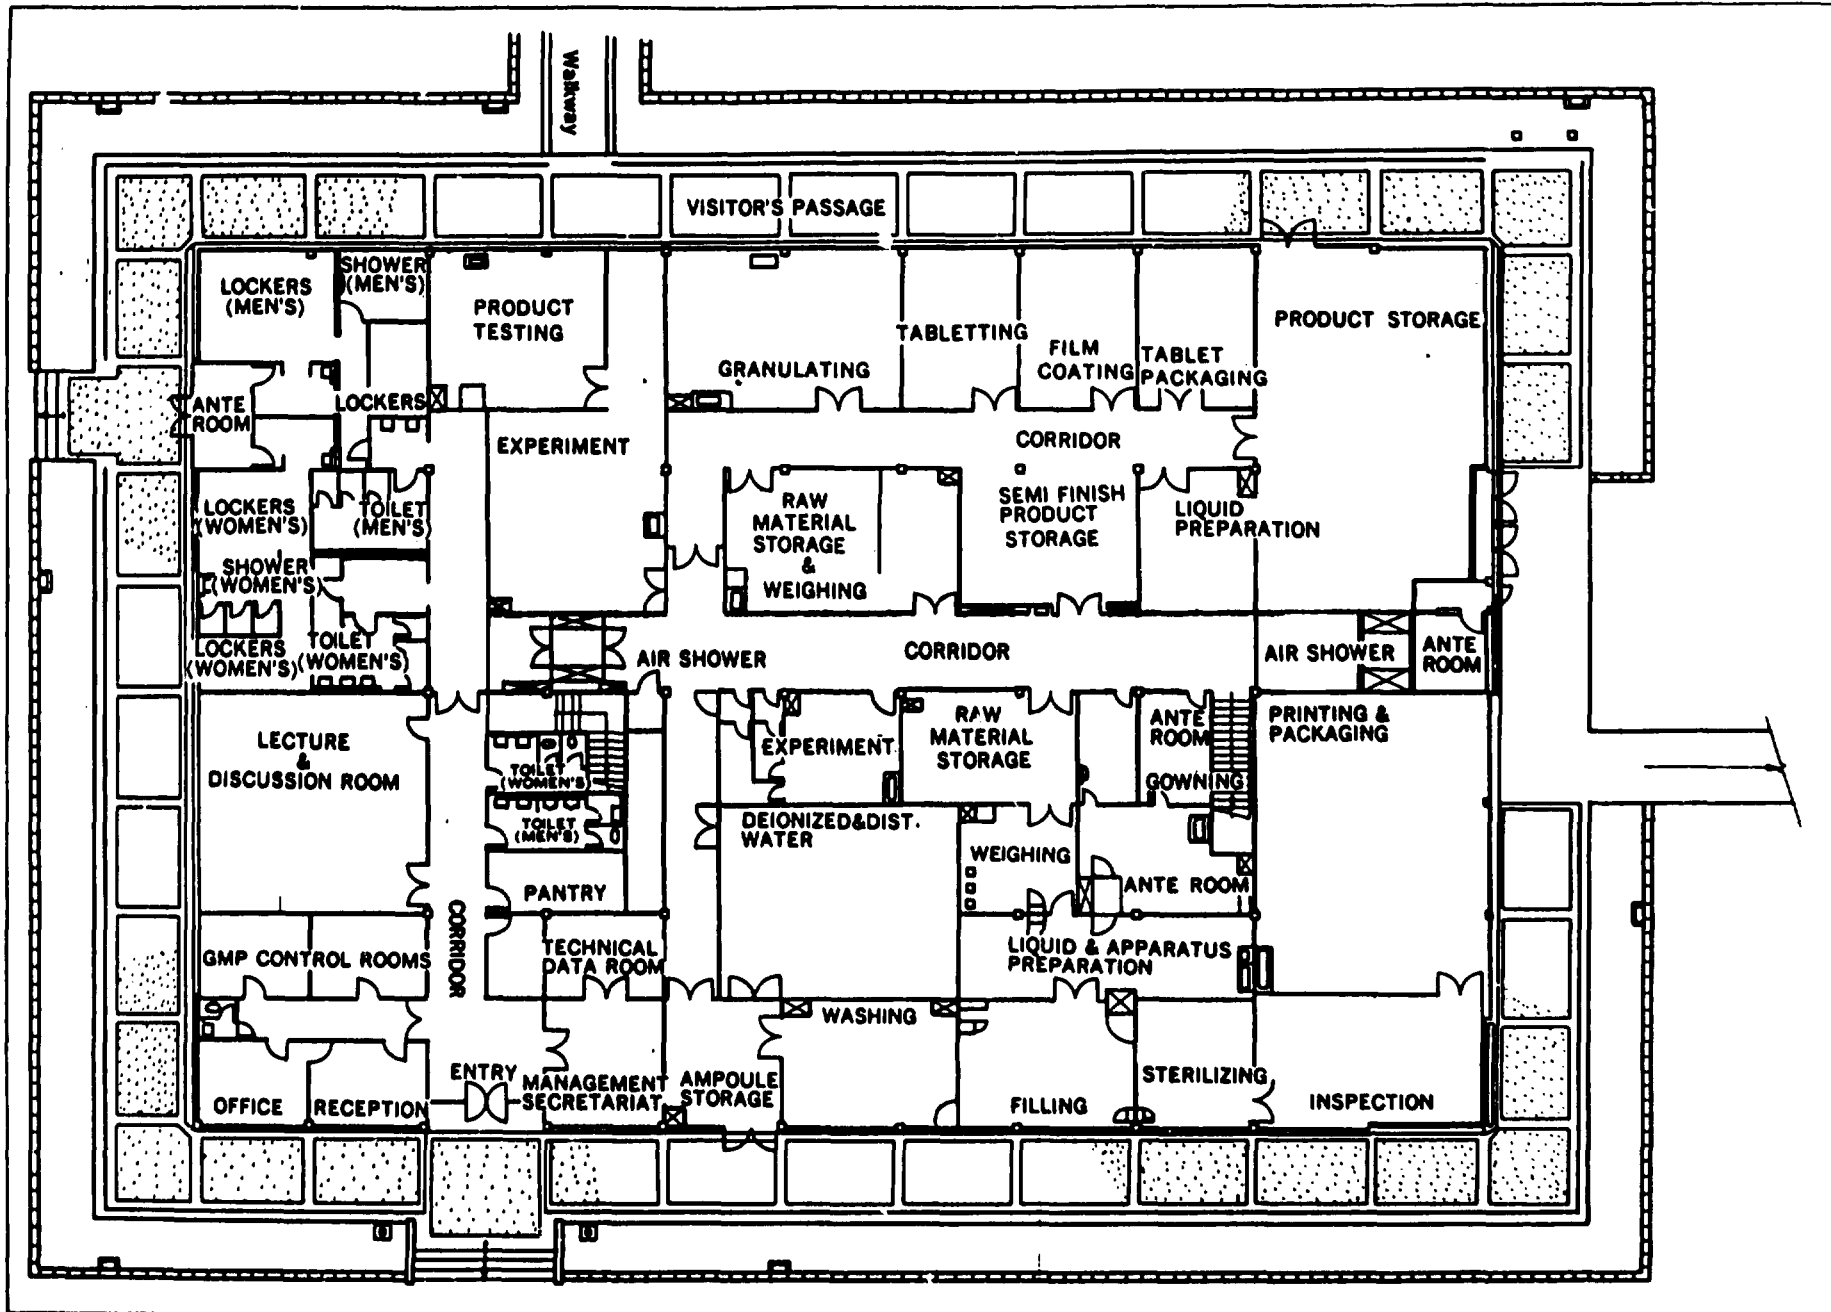 Walkway
VISITOR'S PASSAGE
LOCKERS
(MEN'S)
SHOWER
(MEN'S)
PRODUCT
TESTING
GRANULATING
TABLETTING
FILM
COATING
TABLET
PACKAGING
PRODUCT STORAGE
ANTE
ROOM
LOCKERS
EXPERIMENT
CORRIDOR
LOCKERS
(WOMEN'S)
TOILET
(MEN'S)
RAW
MATERIAL
STORAGE
&
WEIGHING
SEMI FINISH
PRODUCT
STORAGE
LIQUID
PREPARATION
SHOWER
(WOMEN'S)
LOCKERS
(WOMEN'S)
TOILET
(WOMEN'S)
AIR SHOWER
CORRIDOR
AIR SHOWER
ANTE
ROOM
LECTURE
&
DISCUSSION ROOM
TOILET
(WOMEN'S)
TOILET
(MEN'S)
PANTRY
EXPERIMENT
RAW
MATERIAL
STORAGE
ANTE
ROOM
GOWNING
PRINTING &
PACKAGING
DEIONIZED&DIST.
WATER
WEIGHING
ANTE ROOM
CORRIDOR
GMP CONTROL ROOMS
TECHNICAL
DATA ROOM
LIQUID & APPARATUS
PREPARATION
WASHING
OFFICE
RECEPTION
ENTRY
MANAGEMENT
SECRETARIAT
AMPOULE
STORAGE
FILLING
STERILIZING
INSPECTION